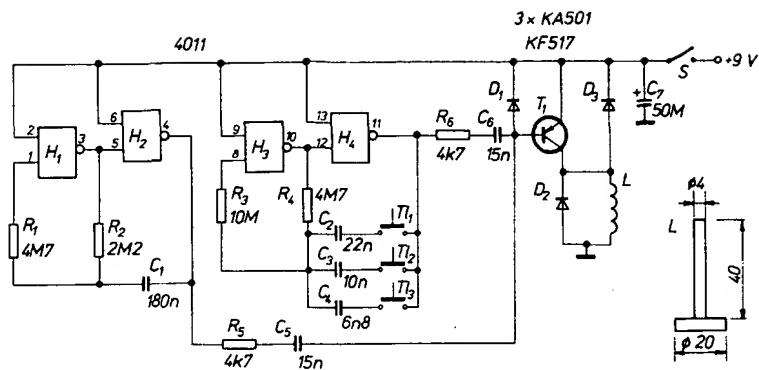 3 x KA501
4011
KF517
+9 V
S
C7
50M
D1
T1
D3
R6
4k7
C6
15n
2
3
1
H1
6
5
4
H2
9
8
10
H3
13
12
11
H4
R3
10M
R4
4M7
C2
22n
Tl1
C3
10n
Tl2
C4
6n8
Tl3
D2
L
R1
4M7
R2
2M2
C1
180n
R5
4k7
C5
15n
ø4
L
40
ø 20